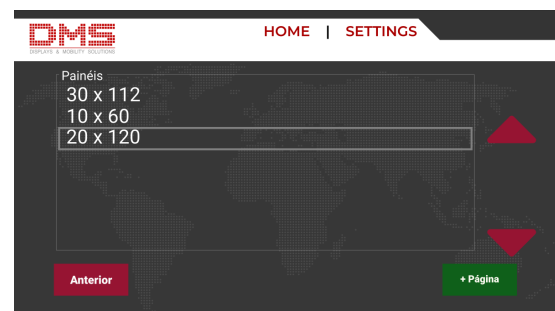 DMS
DISPLAYS & MOBILITY SOLUTIONS
HOME | SETTINGS
Painéis
30 x 112
10 x 60
20 x 120
Anterior
+ Página